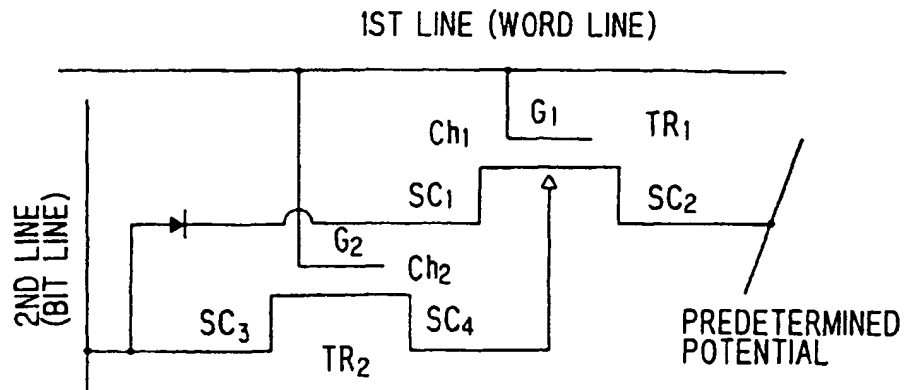 1ST LINE (WORD LINE)
G1
Ch1
TR1
SC1
SC2
2ND LINE
(BIT LINE)
G2
Ch2
SC3
SC4
TR2
PREDETERMINED
POTENTIAL